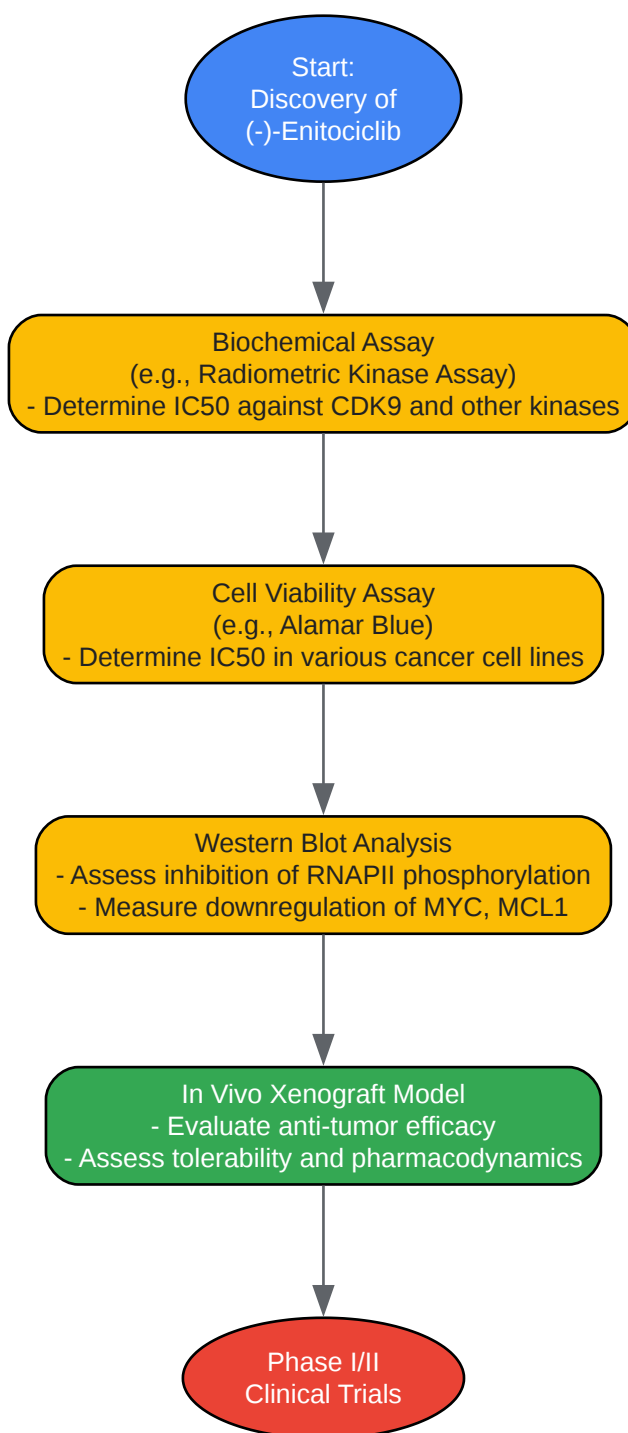 Start:
Discovery of
(-)-Enitociclib
Biochemical Assay
(e.g., Radiometric Kinase Assay)
- Determine IC50 against CDK9 and other kinases
Cell Viability Assay
(e.g., Alamar Blue)
- Determine IC50 in various cancer cell lines
Western Blot Analysis
- Assess inhibition of RNAPII phosphorylation
- Measure downregulation of MYC, MCL1
In Vivo Xenograft Model
- Evaluate anti-tumor efficacy
- Assess tolerability and pharmacodynamics
Phase I/II
Clinical Trials